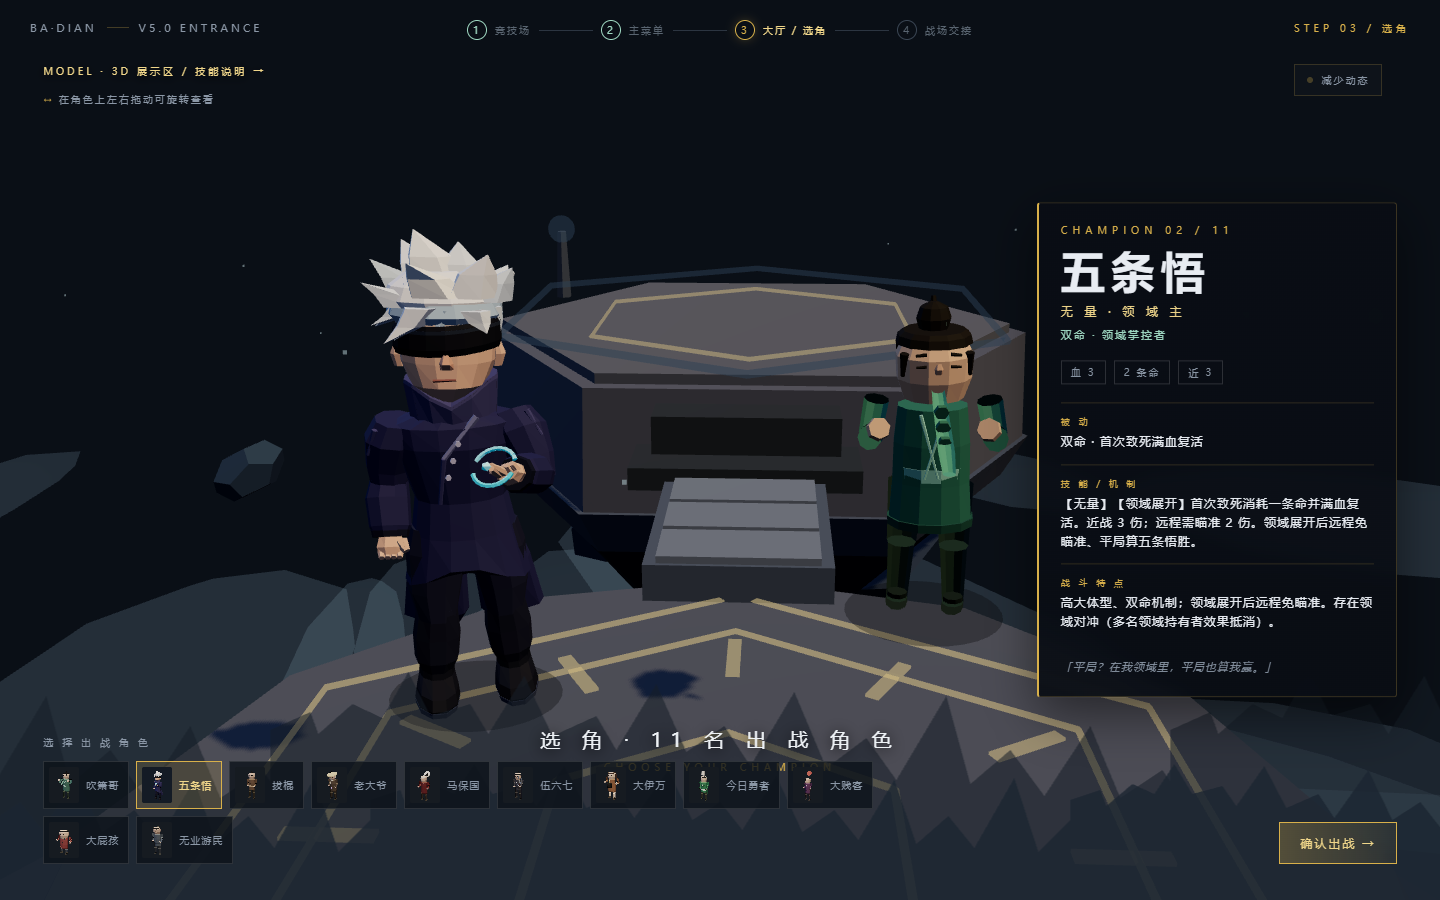 BA-DIAN — V5.0 ENTRANCE
1 竞技场
2 主菜单
3 大厅 / 选角
4 战场交接
STEP 03 / 选角
MODEL · 3D 展示区 / 技能说明 →
↔ 在角色上左右拖动可旋转查看
减少动态
CHAMPION 02 / 11
五条悟
无量·领域主
双命 · 领域掌控者
血 3
2 条命
近 3
被动
双命 · 首次致死满血复活
技能/机制
【无量】【领域展开】首次致死消耗一条命并满血复
活。近战 3 伤；远程需瞄准 2 伤。领域展开后远程免
瞄准、平局算五条悟胜。
战斗特点
高大体型、双命机制；领域展开后远程免瞄准。存在领
域对冲（多名领域持有者效果抵消）。
「平局？在我领域里，平局也算我赢。」
选角·11名出战角色
CHOOSE YOUR CHAMPION
选择出战角色
吹箫哥
五条悟
拔棍
老大爷
马保国
伍六七
大伊万
今日勇者
大贱客
大屁孩
无业游民
确认出战 →